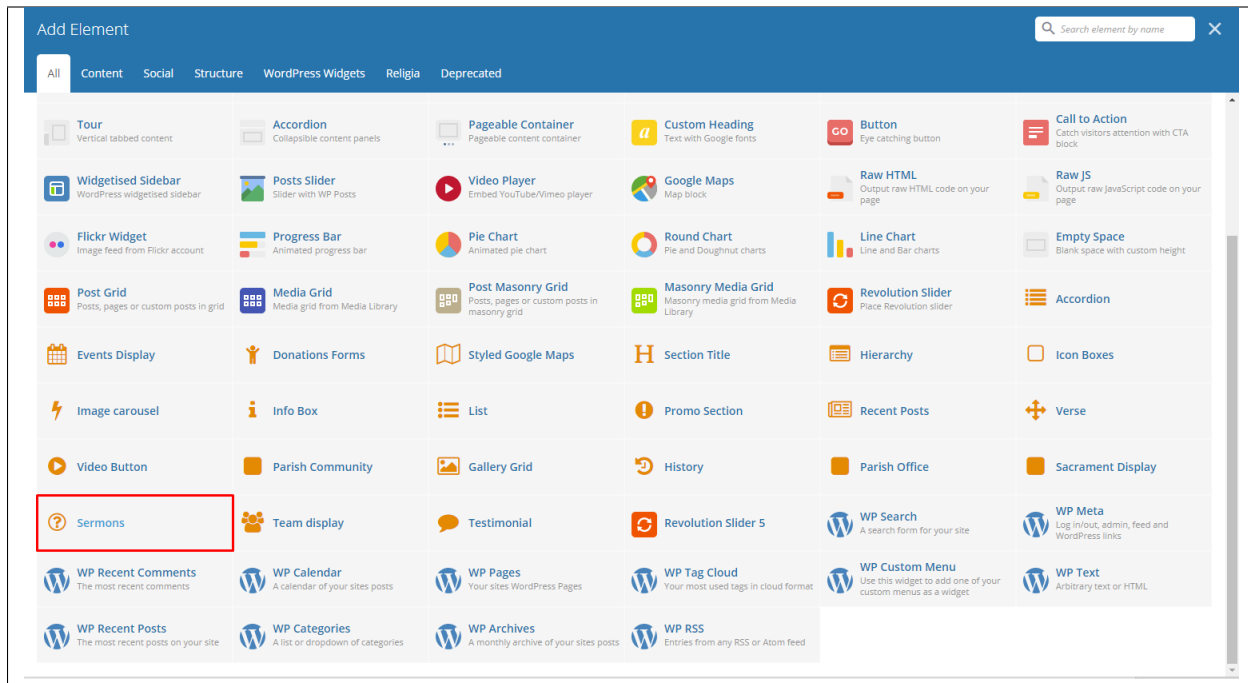 Add Element
Search element by name
All Content Social Structure WordPress Widgets Religia Deprecated
Tour
Vertical tabbed content
Accordion
Collapsible content panels
Pageable Container
Pageable content container
Custom Heading
Text with Google fonts
GO
Button
Eye catching button
Call to Action
Catch visitors attention with CTA
block
Widgetised Sidebar
WordPress widgetised sidebar
Posts Slider
Slider with WP Posts
Video Player
Embed YouTube/Vimeo player
Google Maps
Map block
Raw HTML
Output raw HTML code on your
page
Raw JS
Output raw JavaScript code on your
page
Flickr Widget
Image feed from Flickr account
Progress Bar
Animated progress bar
Pie Chart
Animated pie chart
Round Chart
Pie and Doughnut charts
Line Chart
Line and Bar charts
Empty Space
Blank space with custom height
Post Grid
Posts, pages or custom posts in grid
Media Grid
Media grid from Media Library
Post Masonry Grid
Posts, pages or custom posts in
masonry grid
Masonry Media Grid
Masonry media grid from Media
Library
Revolution Slider
Place Revolution slider
Accordion
Events Display
Donations Forms
Styled Google Maps
H Section Title
Hierarchy
Icon Boxes
Image carousel
Info Box
List
Promo Section
Recent Posts
Verse
Video Button
Parish Community
Gallery Grid
History
Parish Office
Sacrament Display
Sermons
Team display
Testimonial
Revolution Slider 5
WP Search
A search form for your site
WP Meta
Log in/out, admin, feed and
WordPress links
WP Recent Comments
The most recent comments
WP Calendar
A calendar of your sites posts
WP Pages
Your sites WordPress Pages
WP Tag Cloud
Your most used tags in cloud format
WP Custom Menu
Use this widget to add one of your
custom menus as a widget
WP Text
Arbitrary text or HTML
WP Recent Posts
The most recent posts on your site
WP Categories
A list or dropdown of categories
WP Archives
A monthly archive of your sites posts
WP RSS
Entries from any RSS or Atom feed